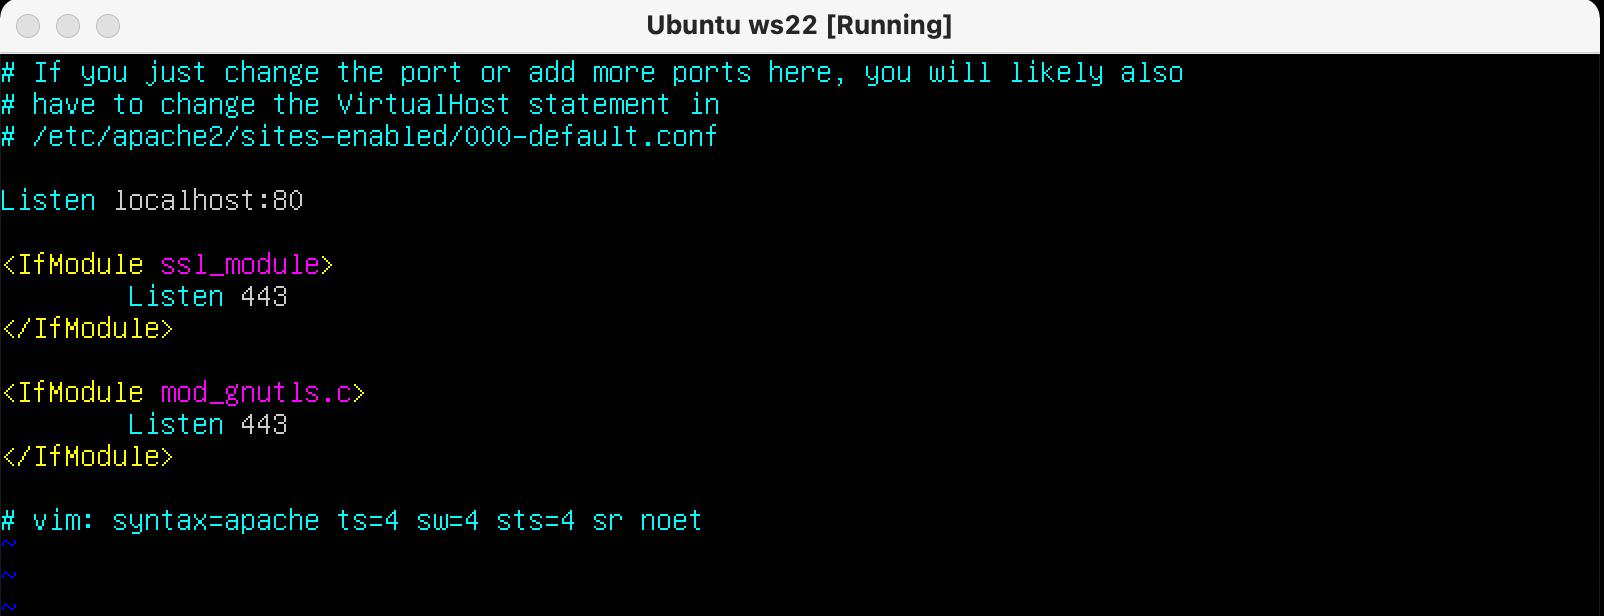 Ubuntu ws22 [Running]
# If you just change the port or add more ports here, you will likely also
# have to change the VirtualHost statement in
# /etc/apache2/sites-enabled/000-default.conf
Listen localhost:80
<IfModule ssl_module>
Listen 443
</IfModule>
<IfModule mod_gnutls.c>
Listen 443
</IfModule>
# vim: syntax=apache ts=4 sw=4 sts=4 sr noet
~
~
~